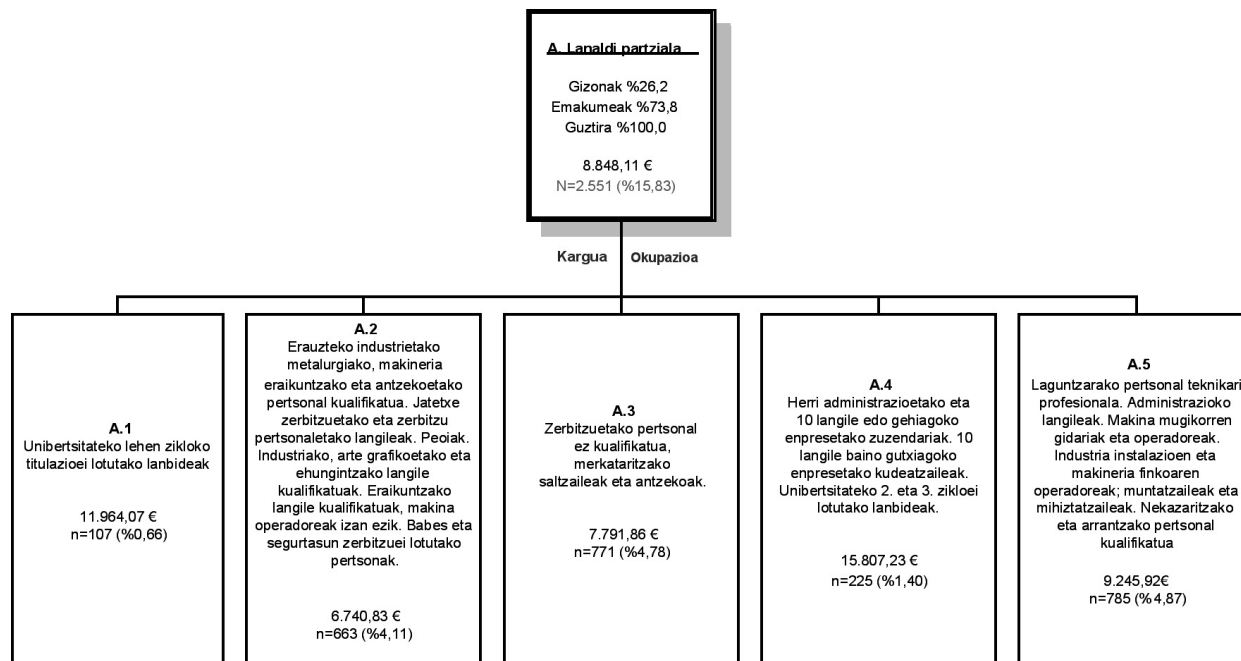 A. Lanaldi partziala
Gizonak %26,2
Emakumeak %73,8
Guztira %100,0
8.848,11 €
N=2.551 (%15,83)
Kargua
Okupazioa
A.1
Unibertsitateko lehen zikloko
titulazioei lotutako lanbideak
11.964,07 €
n=107 (%0,66)
A.2
Erauzteko industrietako
metalurgiako, makineria
eraikuntzako eta antzekoetako
pertsonal kualifikatua. Jatetxe
zerbitzuetako eta zerbitzu
pertsonaletako langileak. Peoiak.
Industriako, arte grafikoetako eta
ehungintzako langile
kualifikatuak. Eraikuntzako
langile kualifikatuak, makina
operadoreak izan ezik. Babes eta
segurtasun zerbitzuei lotutako
pertsonak.
6.740,83 €
n=663 (%4,11)
A.3
Zerbitzuetako pertsonal
ez kualifikatua,
merkataritzako
saltzaileak eta antzekoak.
7.791,86 €
n=771 (%4,78)
A.4
Herri administrazioetako eta
10 langile edo gehiagoko
enpresetako zuzendariak. 10
langile baino gutxiagoko
enpresetako kudeatzaileak.
Unibertsitateko 2. eta 3. zikloei
lotutako lanbideak.
15.807,23 €
n=225 (%1,40)
A.5
Laguntzarako pertsonal teknikari
profesionala. Administrazioko
langileak. Makina mugikorren
gidariak eta operadoreak.
Industria instalazioen eta
makineria finkoaren
operadoreak; muntatzaileak eta
mihiztatzaileak. Nekazaritzako
eta arrantzako pertsonal
kualifikatua
9.245,92€
n=785 (%4,87)